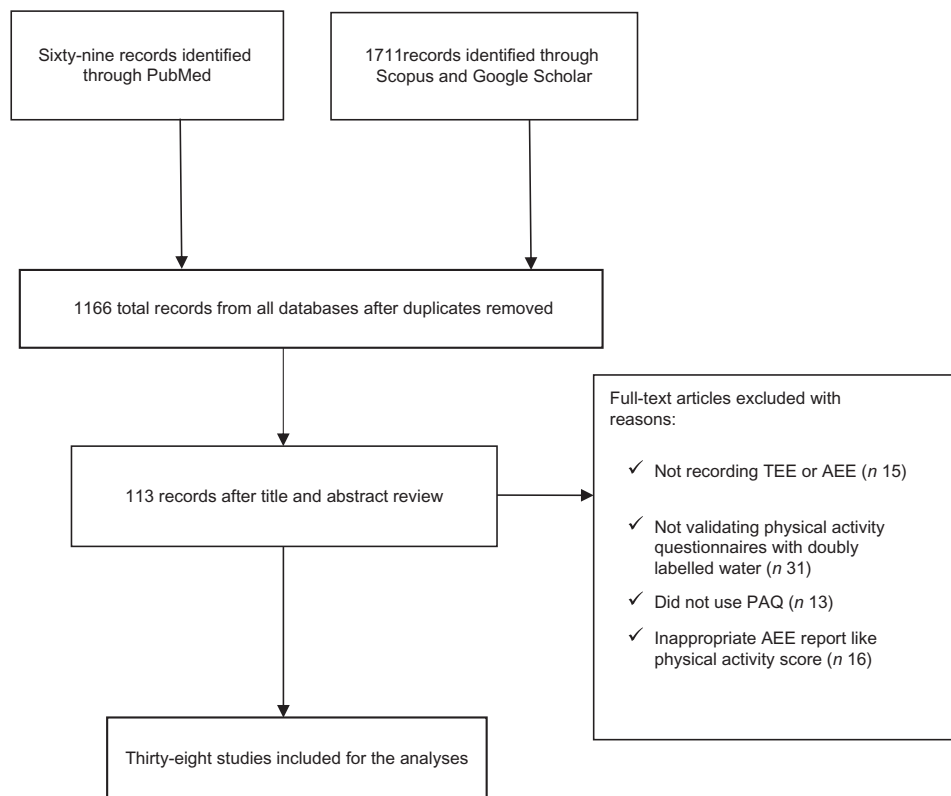 Sixty-nine records identified
through PubMed
1711records identified through
Scopus and Google Scholar
1166 total records from all databases after duplicates removed
113 records after title and abstract review
Full-text articles excluded with
reasons:
✓ Not recording TEE or AEE (n 15)
✓ Not validating physical activity
questionnaires with doubly
labelled water (n 31)
✓ Did not use PAQ (n 13)
✓ Inappropriate AEE report like
physical activity score (n 16)
Thirty-eight studies included for the analyses